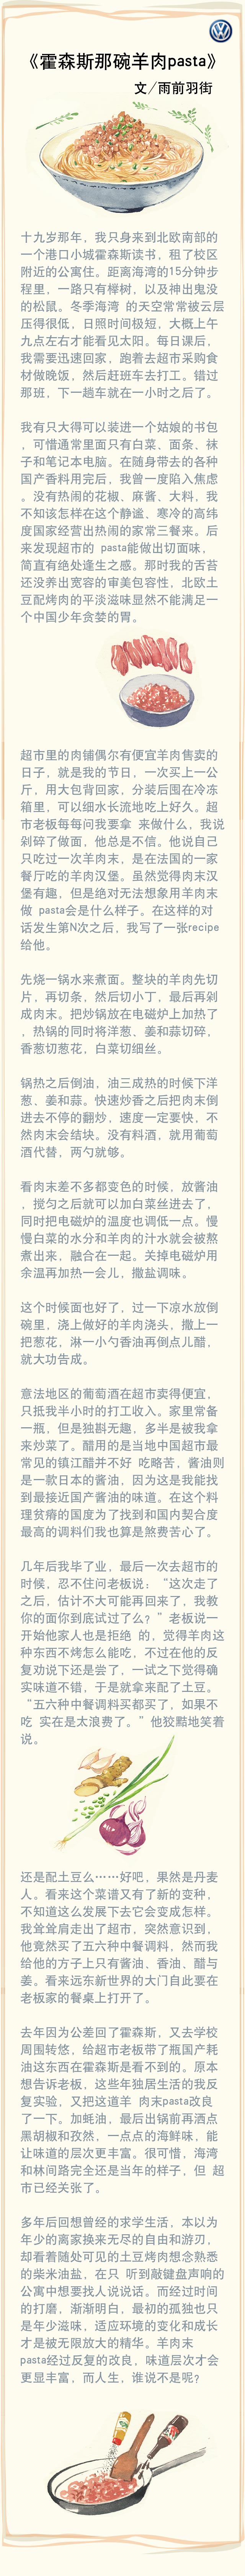 《霍森斯那碗羊肉pasta》
文/雨前羽街
十九岁那年，我只身来到北欧南部的
一个港口小城霍森斯读书，租了校区
附近的公寓住。距离海湾的15分钟步
程里，一路只有榉树，以及神出鬼没
的松鼠。冬季海湾 的天空常常被云层
压得很低，日照时间极短，大概上午
九点左右才能看见太阳。每日课后，
我需要迅速回家，跑着去超市采购食
材做晚饭，然后赶班车去打工。错过
那班，下一趟车就在一小时之后了。
我有只大得可以装进一个姑娘的书包
，可惜通常里面只有白菜、面条、袜
子和笔记本电脑。在随身带去的各种
国产香料用完后，我曾一度陷入焦虑
。没有热闹的花椒、麻酱、大料，我
不知该怎样在这个静谧、寒冷的高纬
度国家经营出热闹的家常三餐来。后
来发现超市的 pasta能做出切面味，
简直有绝处逢生之感。那时我的舌苔
还没养出宽容的审美包容性，北欧土
豆配烤肉的平淡滋味显然不能满足一
个中国少年贪婪的胃。
超市里的肉铺偶尔有便宜羊肉售卖的
日子，就是我的节日，一次买上一公
斤，用大包背回家，分装后囤在冷冻
箱里，可以细水长流地吃上好久。超
市老板每每问我要拿 来做什么，我说
剁碎了做面，他总是不信。他说自己
只吃过一次羊肉末，是在法国的一家
餐厅吃的羊肉汉堡。虽然觉得肉末汉
堡有趣，但是绝对无法想象用羊肉末
做 pasta会是什么样子。在这样的对
话发生第N次之后，我写了一张recipe
给他。
先烧一锅水来煮面。整块的羊肉先切
片，再切条，然后切小丁，最后再剁
成肉末。把炒锅放在电磁炉上加热了
，热锅的同时将洋葱、姜和蒜切碎，
香葱切葱花，白菜切细丝。
锅热之后倒油，油三成热的时候下洋
葱、姜和蒜。快速炒香之后把肉末倒
进去不停的翻炒，速度一定要快，不
然肉末会结块。没有料酒，就用葡萄
酒代替，两勺就够。
看肉末差不多都变色的时候，放酱油
，搅匀之后就可以加白菜丝进去了，
同时把电磁炉的温度也调低一点。慢
慢白菜的水分和羊肉的汁水就会被熬
煮出来，融合在一起。关掉电磁炉用
余温再加热一会儿，撒盐调味。
这个时候面也好了，过一下凉水放倒
碗里，浇上做好的羊肉浇头，撒上一
把葱花，淋一小勺香油再倒点儿醋，
就大功告成。
意法地区的葡萄酒在超市卖得便宜，
只抵我半小时的打工收入。家里常备
一瓶，但是独斟无趣，多半是被我拿
来炒菜了。醋用的是当地中国超市最
常见的镇江醋并不好 吃略苦，酱油则
是一款日本的酱油，因为这是我能找
到最接近国产酱油的味道。在这个料
理贫瘠的国度为了找到和国内契合度
最高的调料们我也算是煞费苦心了。
几年后我毕了业，最后一次去超市的
时候，忍不住问老板说：“这次走了
之后，估计不大可能再回来了，我教
你的面你到底试过了么？”老板说一
开始他家人也是拒绝 的，觉得羊肉这
种东西不烤怎么能吃，不过在他的反
复劝说下还是尝了，一试之下觉得确
实味道不错，于是就拿来配了土豆。
“五六种中餐调料买都买了，如果不
吃 实在是太浪费了。”他狡黠地笑着
说。
还是配土豆么……好吧，果然是丹麦
人。看来这个菜谱又有了新的变种，
不知道这么发展下去它会变成怎样。
我耸耸肩走出了超市，突然意识到，
他竟然买了五六种中餐调料，然而我
给他的方子上只有酱油、香油、醋与
姜。看来远东新世界的大门自此要在
老板家的餐桌上打开了。
去年因为公差回了霍森斯，又去学校
周围转悠，给超市老板带了瓶国产耗
油这东西在霍森斯是看不到的。原本
想告诉老板，这些年独居生活的我反
复实验，又把这道羊 肉末pasta改良
了一下。加蚝油，最后出锅前再洒点
黑胡椒和孜然，一点点的海鲜味，能
让味道的层次更丰富。很可惜，海湾
和林间路完全还是当年的样子，但 超
市已经关张了。
多年后回想曾经的求学生活，本以为
年少的离家换来无尽的自由和游刃，
却看着随处可见的土豆烤肉想念熟悉
的柴米油盐，在只 听到敲键盘声响的
公寓中想要找人说说话。而经过时间
的打磨，渐渐明白，最初的孤独也只
是年少滋味，适应环境的变化和成长
才是被无限放大的精华。羊肉末
pasta经过反复的改良，味道层次才会
更显丰富，而人生，谁说不是呢？